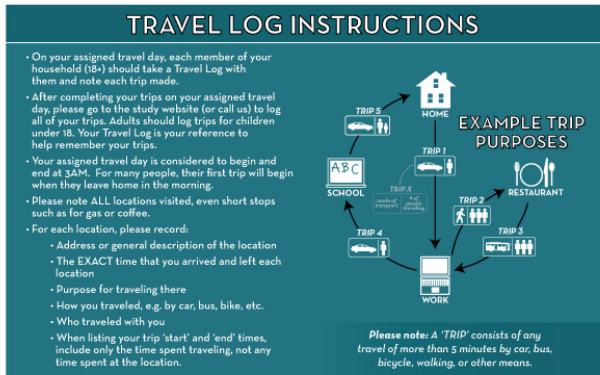 TRAVEL LOG INSTRUCTIONS
• On your assigned travel day, each member of your
household (18+) should take a Travel Log with
them and note each trip made.
• After completing your trips on your assigned travel
day, please go to the study website (or call us) to log
all of your trips. Adults should log trips for children
under 18. Your Travel Log is your reference to
help remember your trips.
• Your assigned travel day is considered to begin and
end at 3AM. For many people, their first trip will begin
when they leave home in the morning.
• Please note ALL locations visited, even short stops
such as for gas or coffee.
• For each location, please record:
• Address or general description of the location
• The EXACT time that you arrived and left each
location
• Purpose for traveling there
• How you traveled, e.g. by car, bus, bike, etc.
• Who traveled with you
• When listing your trip ‘start’ and ‘end’ times,
include only the time spent traveling, not any
time spent at the location.
EXAMPLE TRIP
PURPOSES
HOME
TRIP 5
TRIP 1
ABC
SCHOOL
TRIP X
mode of
transport
# of
people
traveling
TRIP 2
RESTAURANT
TRIP 3
TRIP 4
WORK
Please note: A ‘TRIP’ consists of any
travel of more than 5 minutes by car, bus,
bicycle, walking, or other means.